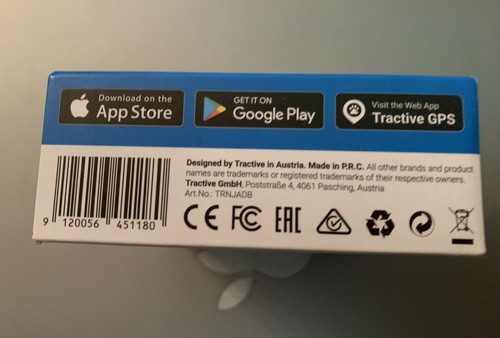 Download on the
App Store
GET IT ON
Google Play
Visit the Web App
Tractive GPS
Designed by Tractive in Austria. Made in P.R.C. All other brands and product
names are trademarks or registered trademarks of their respective owners.
Tractive GmbH, Poststraße 4, 4061 Pasching, Austria
Art.No.: TRNJADB
9 120056 451180
CE FC EAC